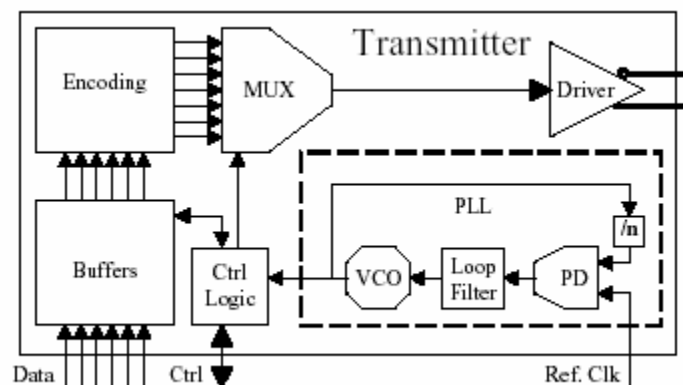 Transmitter
Encoding
MUX
Driver
PLL
/n
Buffers
Ctrl
Logic
VCO
Loop
Filter
PD
Data
Ctrl
Ref. Clk